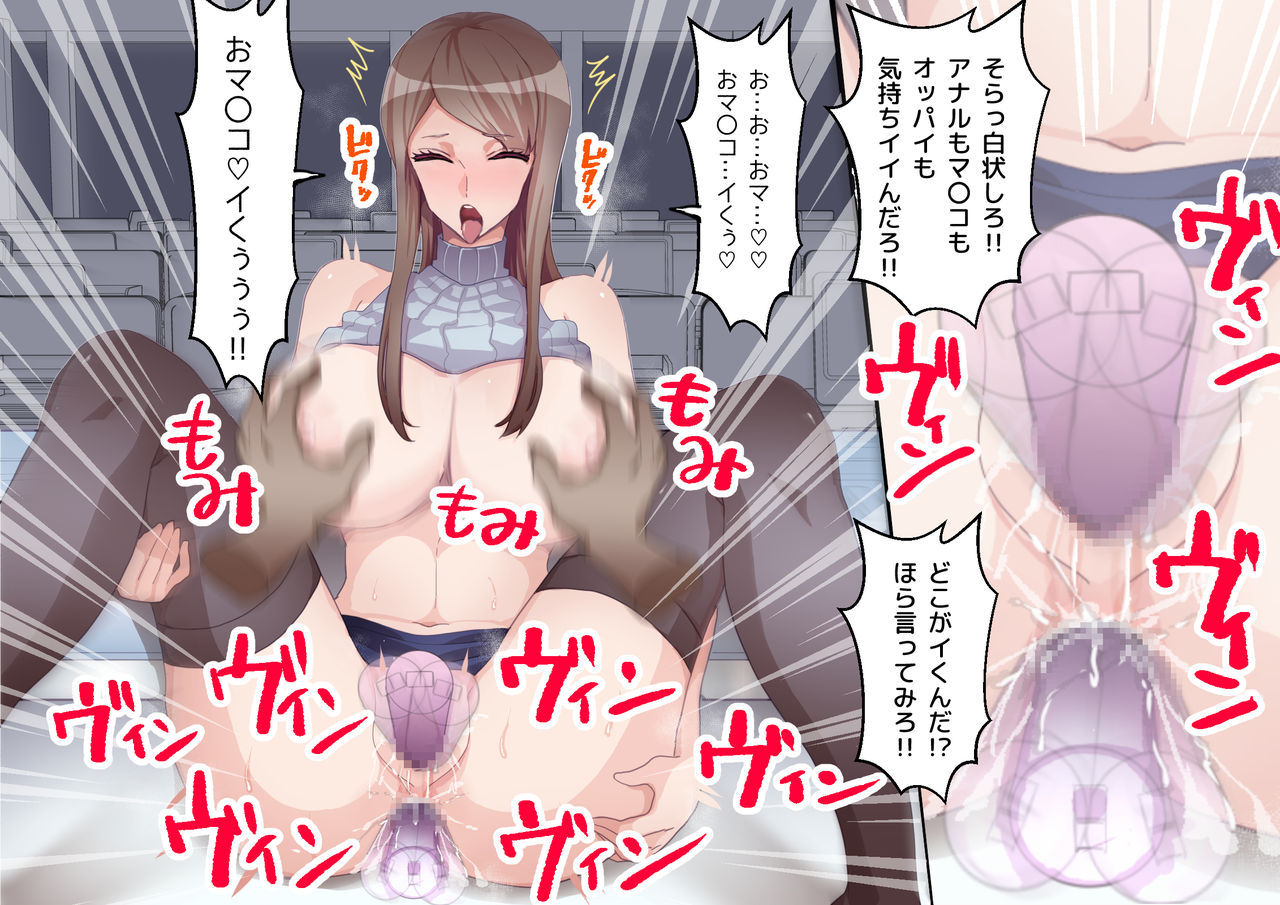 そらっ白状しろ!!
アナルもマ〇コも
オッパイも
気持ちイイんだろ!!
ヴィン
ヴィン
どこがイくんだ!?
ほら言ってみろ!!
ヴィン
お…お…おマ…♡♡
おマ〇コ…イくぅ♡
ビクッ
ビクッ
おマ〇コ♡イくぅぅぅ!!
もみ
もみ
もみ
ヴィン
ヴィン
ヴィン
ヴィン
ヴィン
ヴィン